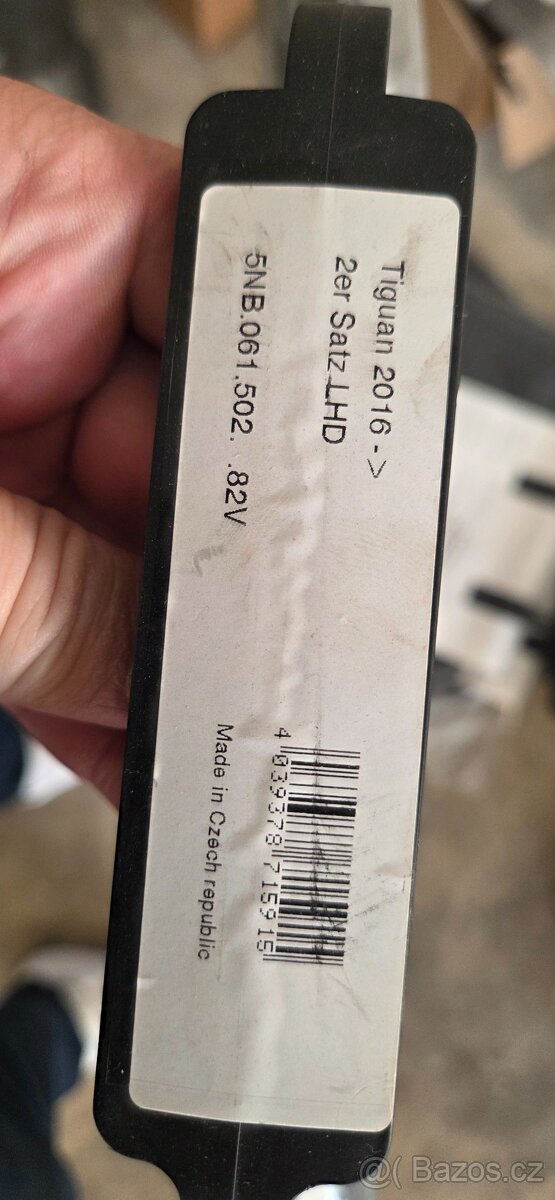 Tiguan 2016 - >
2er Satz LHD
5NB.061.502. .82V
4 039378 715915
Made in Czech republic
@( Bazos.cz